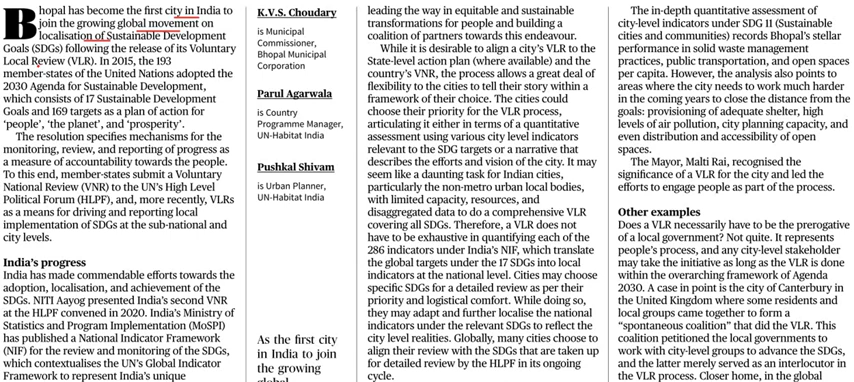 Bhopal has become the first city in India to
join the growing global movement on
localisation of Sustainable Development
Goals (SDGs) following the release of its Voluntary
Local Review (VLR). In 2015, the 193
member-states of the United Nations adopted the
2030 Agenda for Sustainable Development,
which consists of 17 Sustainable Development
Goals and 169 targets as a plan of action for
‘people’, ‘the planet’, and ‘prosperity’.
The resolution specifies mechanisms for the
monitoring, review, and reporting of progress as
a measure of accountability towards the people.
To this end, member-states submit a Voluntary
National Review (VNR) to the UN’s High Level
Political Forum (HLPF), and, more recently, VLRs
as a means for driving and reporting local
implementation of SDGs at the sub-national and
city levels.
India’s progress
India has made commendable efforts towards the
adoption, localisation, and achievement of the
SDGs. NITI Aayog presented India’s second VNR
at the HLPF convened in 2020. India’s Ministry of
Statistics and Program Implementation (MoSPI)
has published a National Indicator Framework
(NIF) for the review and monitoring of the SDGs,
which contextualises the UN’s Global Indicator
Framework to represent India’s unique
K.V.S. Choudary
is Municipal
Commissioner,
Bhopal Municipal
Corporation
Parul Agarwala
is Country
Programme Manager,
UN-Habitat India
Pushkal Shivam
is Urban Planner,
UN-Habitat India
As the first city
in India to join
the growing
global
leading the way in equitable and sustainable
transformations for people and building a
coalition of partners towards this endeavour.
While it is desirable to align a city’s VLR to the
State-level action plan (where available) and the
country’s VNR, the process allows a great deal of
flexibility to the cities to tell their story within a
framework of their choice. The cities could
choose their priority for the VLR process,
articulating it either in terms of a quantitative
assessment using various city level indicators
relevant to the SDG targets or a narrative that
describes the efforts and vision of the city. It may
seem like a daunting task for Indian cities,
particularly the non-metro urban local bodies,
with limited capacity, resources, and
disaggregated data to do a comprehensive VLR
covering all SDGs. Therefore, a VLR does not
have to be exhaustive in quantifying each of the
286 indicators under India’s NIF, which translate
the global targets under the 17 SDGs into local
indicators at the national level. Cities may choose
specific SDGs for a detailed review as per their
priority and logistical comfort. While doing so,
they may adapt and further localise the national
indicators under the relevant SDGs to reflect the
city level realities. Globally, many cities choose to
align their review with the SDGs that are taken up
for detailed review by the HLPF in its ongoing
cycle.
The in-depth quantitative assessment of
city-level indicators under SDG 11 (Sustainable
cities and communities) records Bhopal’s stellar
performance in solid waste management
practices, public transportation, and open spaces
per capita. However, the analysis also points to
areas where the city needs to work much harder
in the coming years to close the distance from the
goals: provisioning of adequate shelter, high
levels of air pollution, city planning capacity, and
even distribution and accessibility of open
spaces.
The Mayor, Malti Rai, recognised the
significance of a VLR for the city and led the
efforts to engage people as part of the process.
Other examples
Does a VLR necessarily have to be the prerogative
of a local government? Not quite. It represents
people’s process, and any city-level stakeholder
may take the initiative as long as the VLR is done
within the overarching framework of Agenda
2030. A case in point is the city of Canterbury in
the United Kingdom where some residents and
local groups came together to form a
“spontaneous coalition” that did the VLR. This
coalition petitioned the local governments to
work with city-level groups to advance the SDGs,
and the latter merely served as an interlocutor in
the VLR process. Closer home, in the global